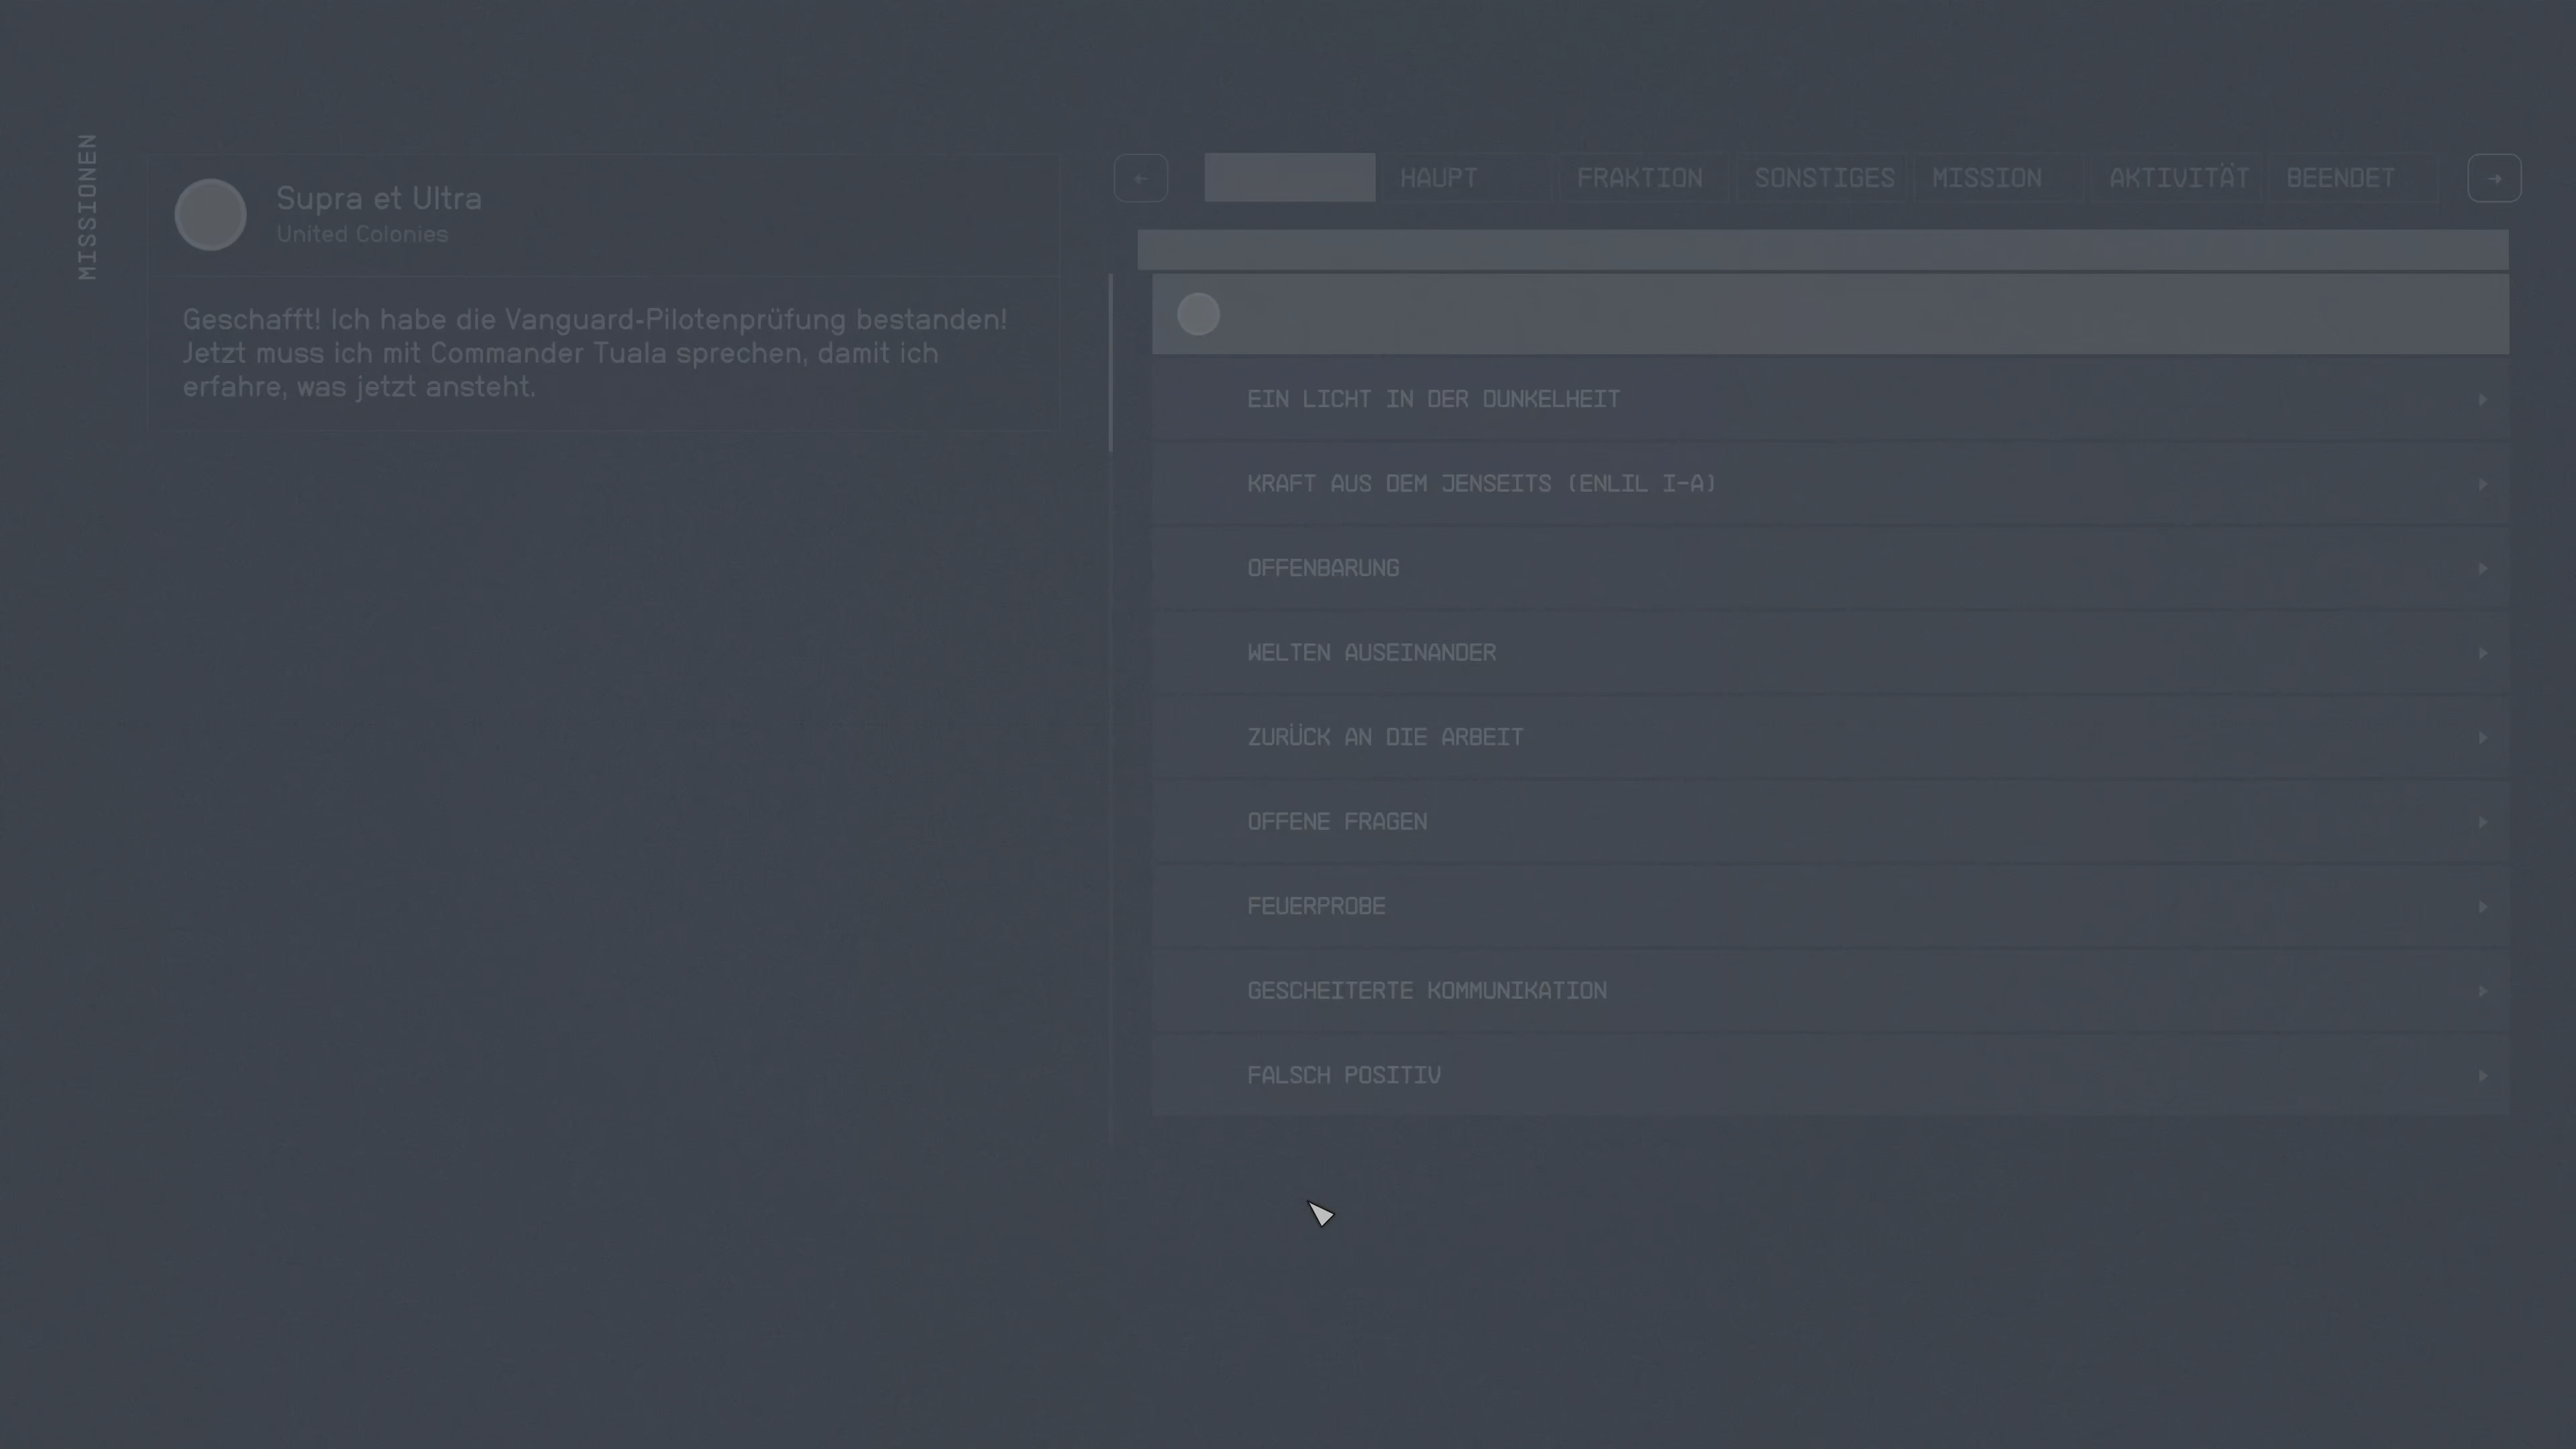 MISSIONEN
Supra et Ultra
United Colonies
Geschafft! Ich habe die Vanguard-Pilotenprüfung bestanden!
Jetzt muss ich mit Commander Tuala sprechen, damit ich
erfahre, was jetzt ansteht.
HAUPT FRAKTION SONSTIGES MISSION AKTIVITÄT BEENDET
EIN LICHT IN DER DUNKELHEIT
KRAFT AUS DEM JENSEITS (ENLIL I-A)
OFFENBARUNG
WELTEN AUSEINANDER
ZURÜCK AN DIE ARBEIT
OFFENE FRAGEN
FEUERPROBE
GESCHEITERTE KOMMUNIKATION
FALSCH POSITIV